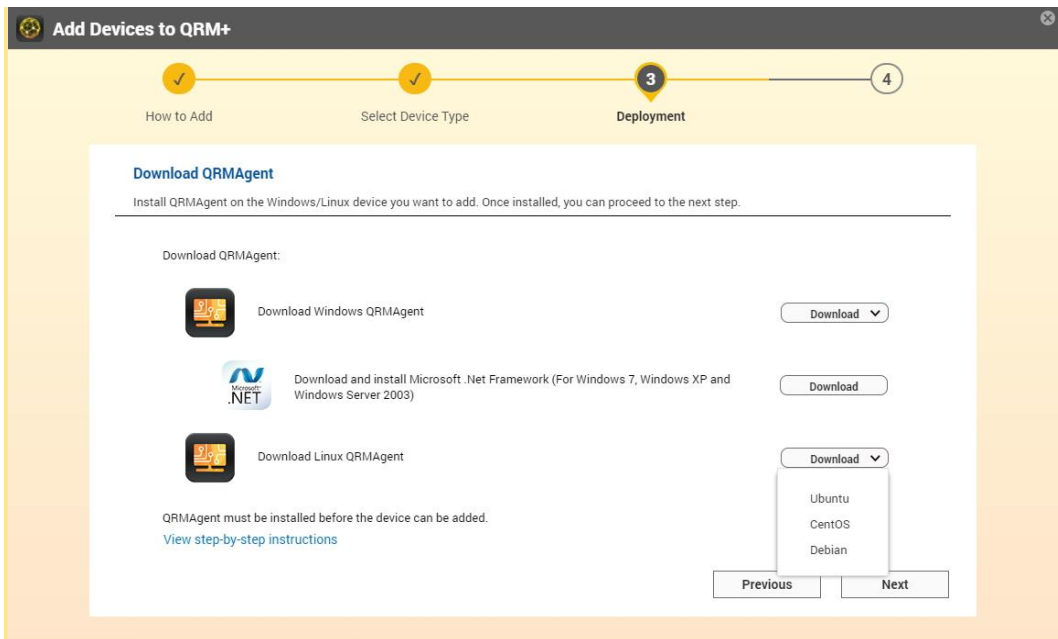 Add Devices to QRM+
✓
✓
3
4
How to Add
Select Device Type
Deployment
Download QRMAgent
Install QRMAgent on the Windows/Linux device you want to add. Once installed, you can proceed to the next step.
Download QRMAgent:
Download Windows QRMAgent
Download
Microsoft
.NET
Download and install Microsoft .Net Framework (For Windows 7, Windows XP and
Windows Server 2003)
Download
Download Linux QRMAgent
Download
Ubuntu
CentOS
Debian
QRMAgent must be installed before the device can be added.
View step-by-step instructions
Previous
Next